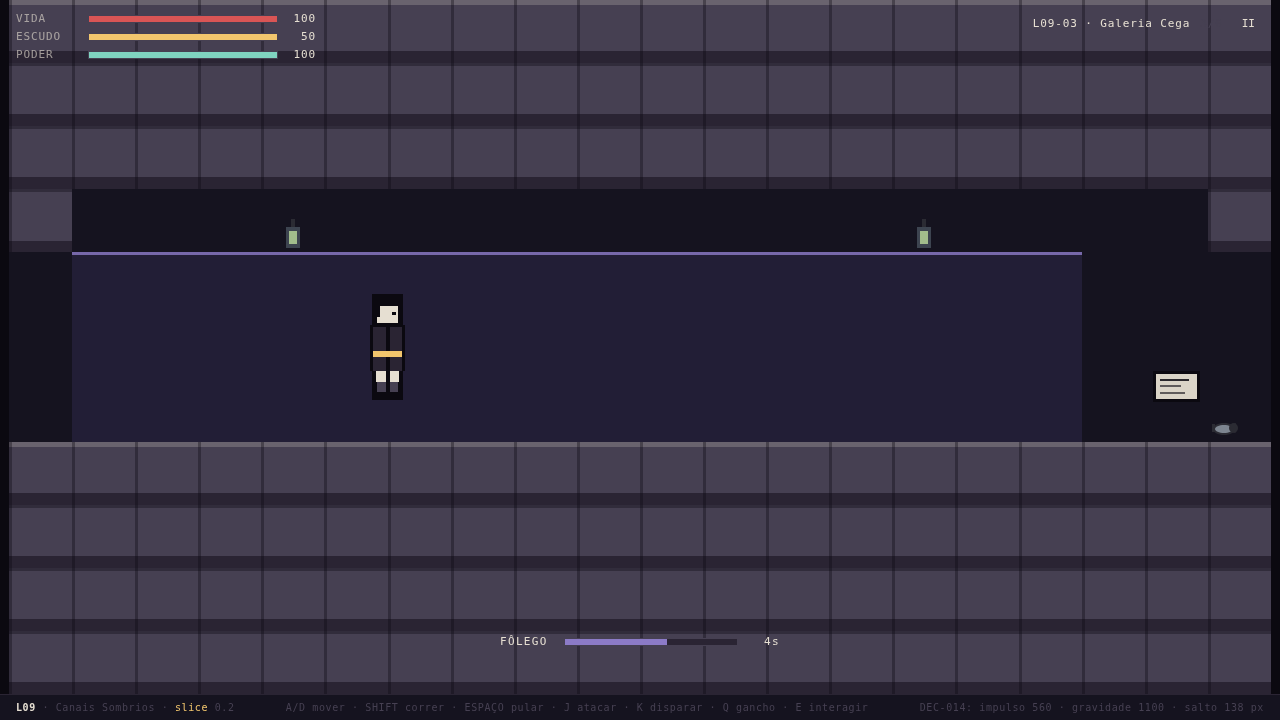 VIDA 100
L09-03 · Galeria Cega II
ESCUDO 50
PODER 100
FÔLEGO 4s
L09 · Canais Sombrios · slice 0.2 A/D mover · SHIFT correr · ESPAÇO pular · J atacar · K disparar · Q gancho · E interagir DEC-014: impulso 560 · gravidade 1100 · salto 138 px